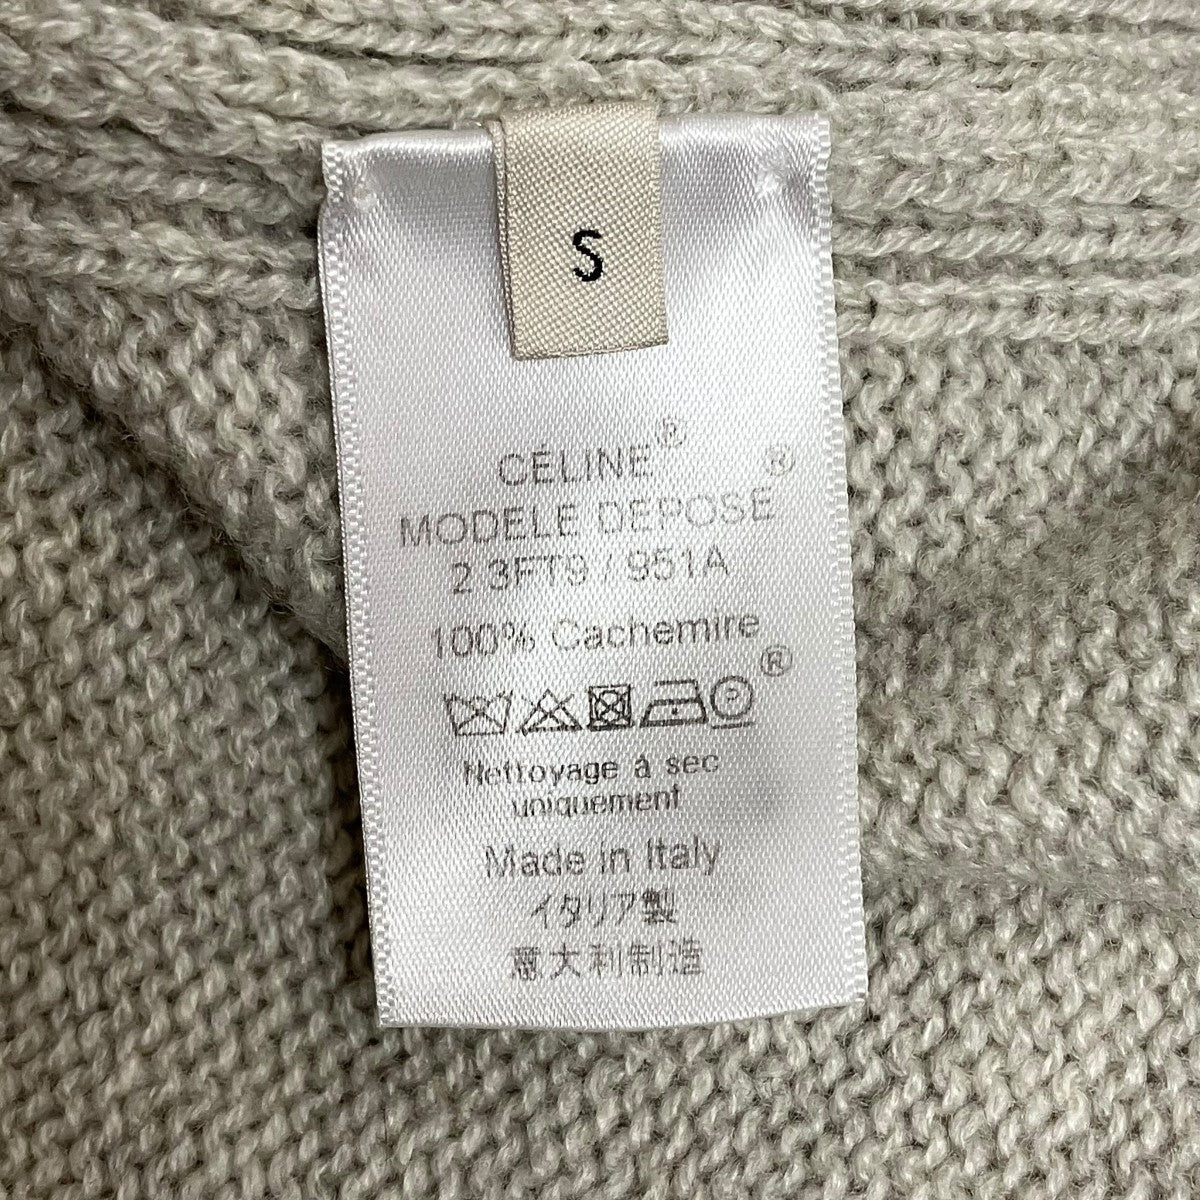 S
CÉLINE®
MODELE DEPOSE®
2 3FT9 / 951A
100% Cachemire
®
Nettoyage à sec
uniquement
Made in Italy
イタリア製
意大利制造